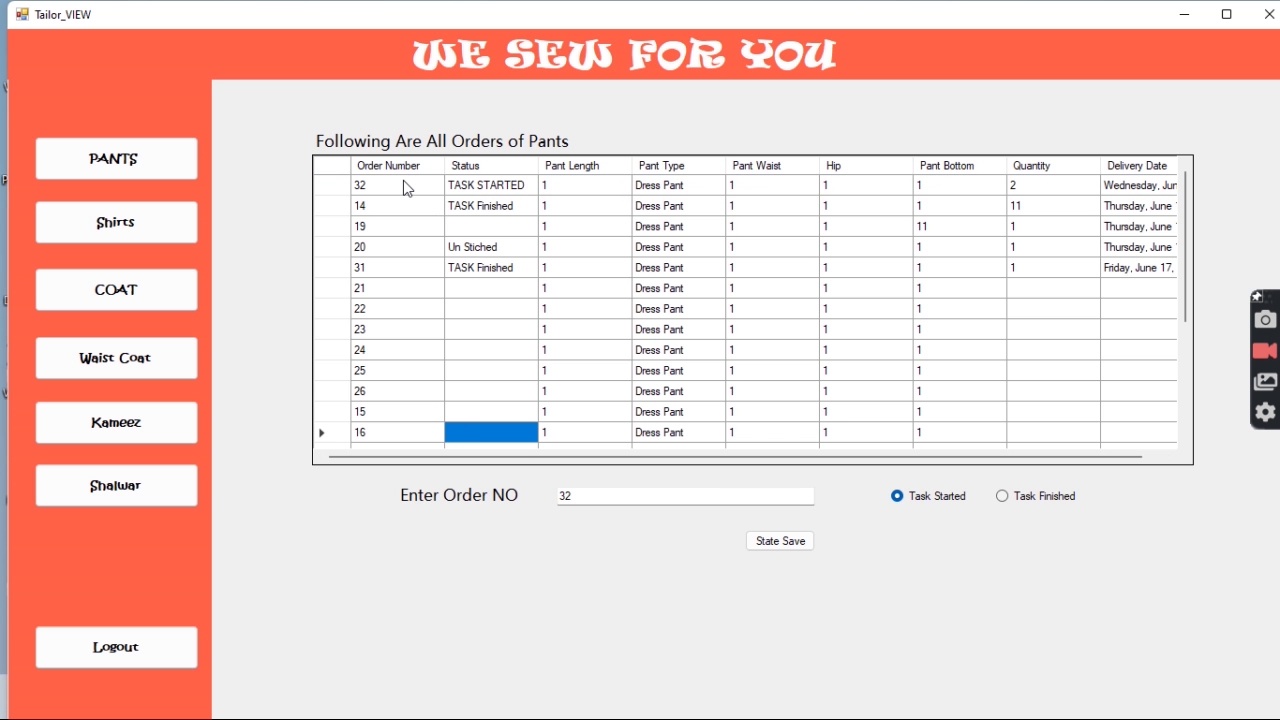 Tailor_VIEW
WE SEW FOR YOU
PANTS
Shirts
COAT
Waist Coat
Kameez
Shalwar
Logout
Following Are All Orders of Pants
Order Number Status Pant Length Pant Type Pant Waist Hip Pant Bottom Quantity Delivery Date
32 TASK STARTED 1 Dress Pant 1 1 1 2 Wednesday, Jun
14 TASK Finished 1 Dress Pant 1 1 1 11 Thursday, June
19 1 Dress Pant 1 1 11 1 Thursday, June
20 Un Stiched 1 Dress Pant 1 1 1 1 Thursday, June
31 TASK Finished 1 Dress Pant 1 1 1 1 Friday, June 17,
21 1 Dress Pant 1 1 1
22 1 Dress Pant 1 1 1
23 1 Dress Pant 1 1 1
24 1 Dress Pant 1 1 1
25 1 Dress Pant 1 1 1
26 1 Dress Pant 1 1 1
15 1 Dress Pant 1 1 1
16 1 Dress Pant 1 1 1
Enter Order NO 32 Task Started Task Finished
State Save